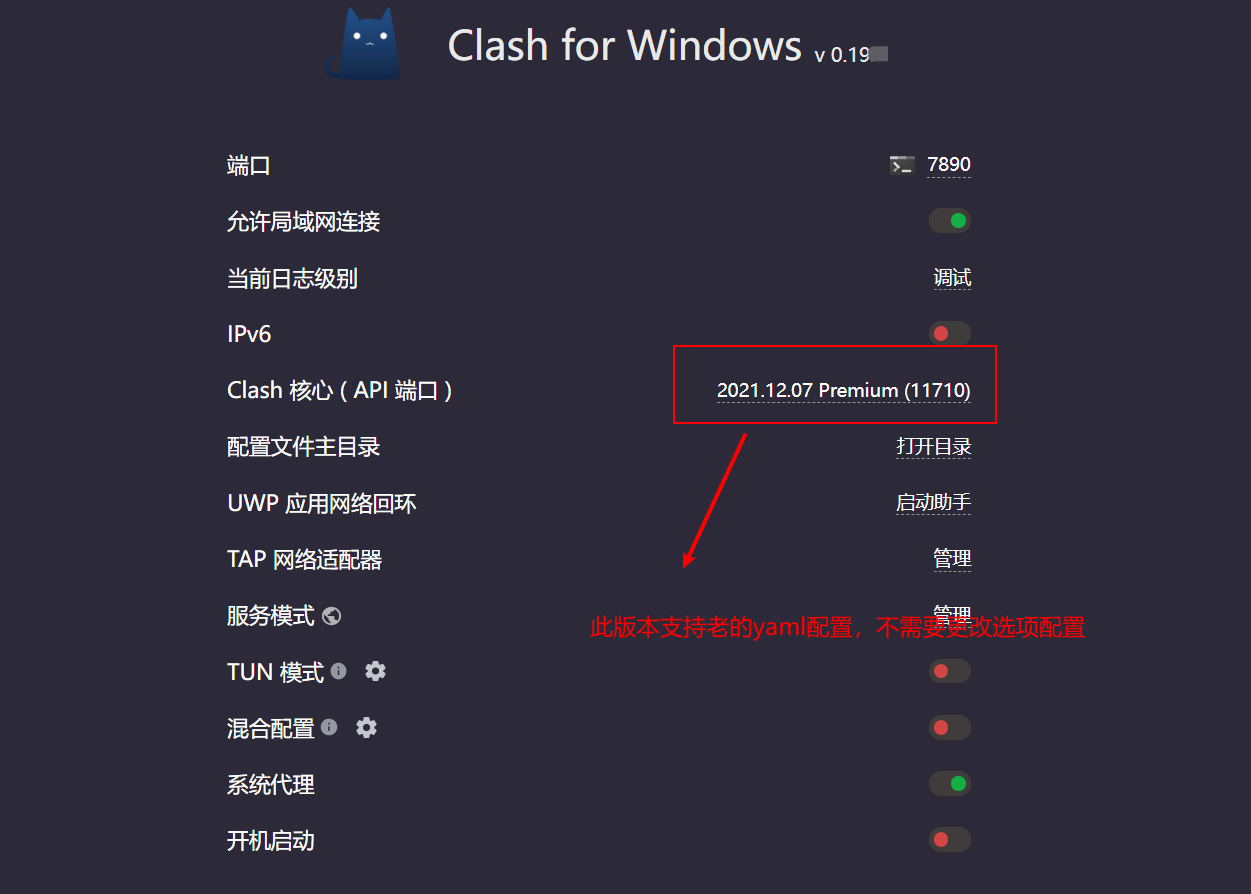 Clash for Windows v 0.19
端口 7890
允许局域网连接
当前日志级别 调试
IPv6
Clash 核心 ( API 端口 ) 2021.12.07 Premium (11710)
配置文件主目录 打开目录
UWP 应用网络回环 启动助手
TAP 网络适配器 管理
服务模式 管理
此版本支持老的yaml配置，不需要更改选项配置
TUN 模式
混合配置
系统代理
开机启动